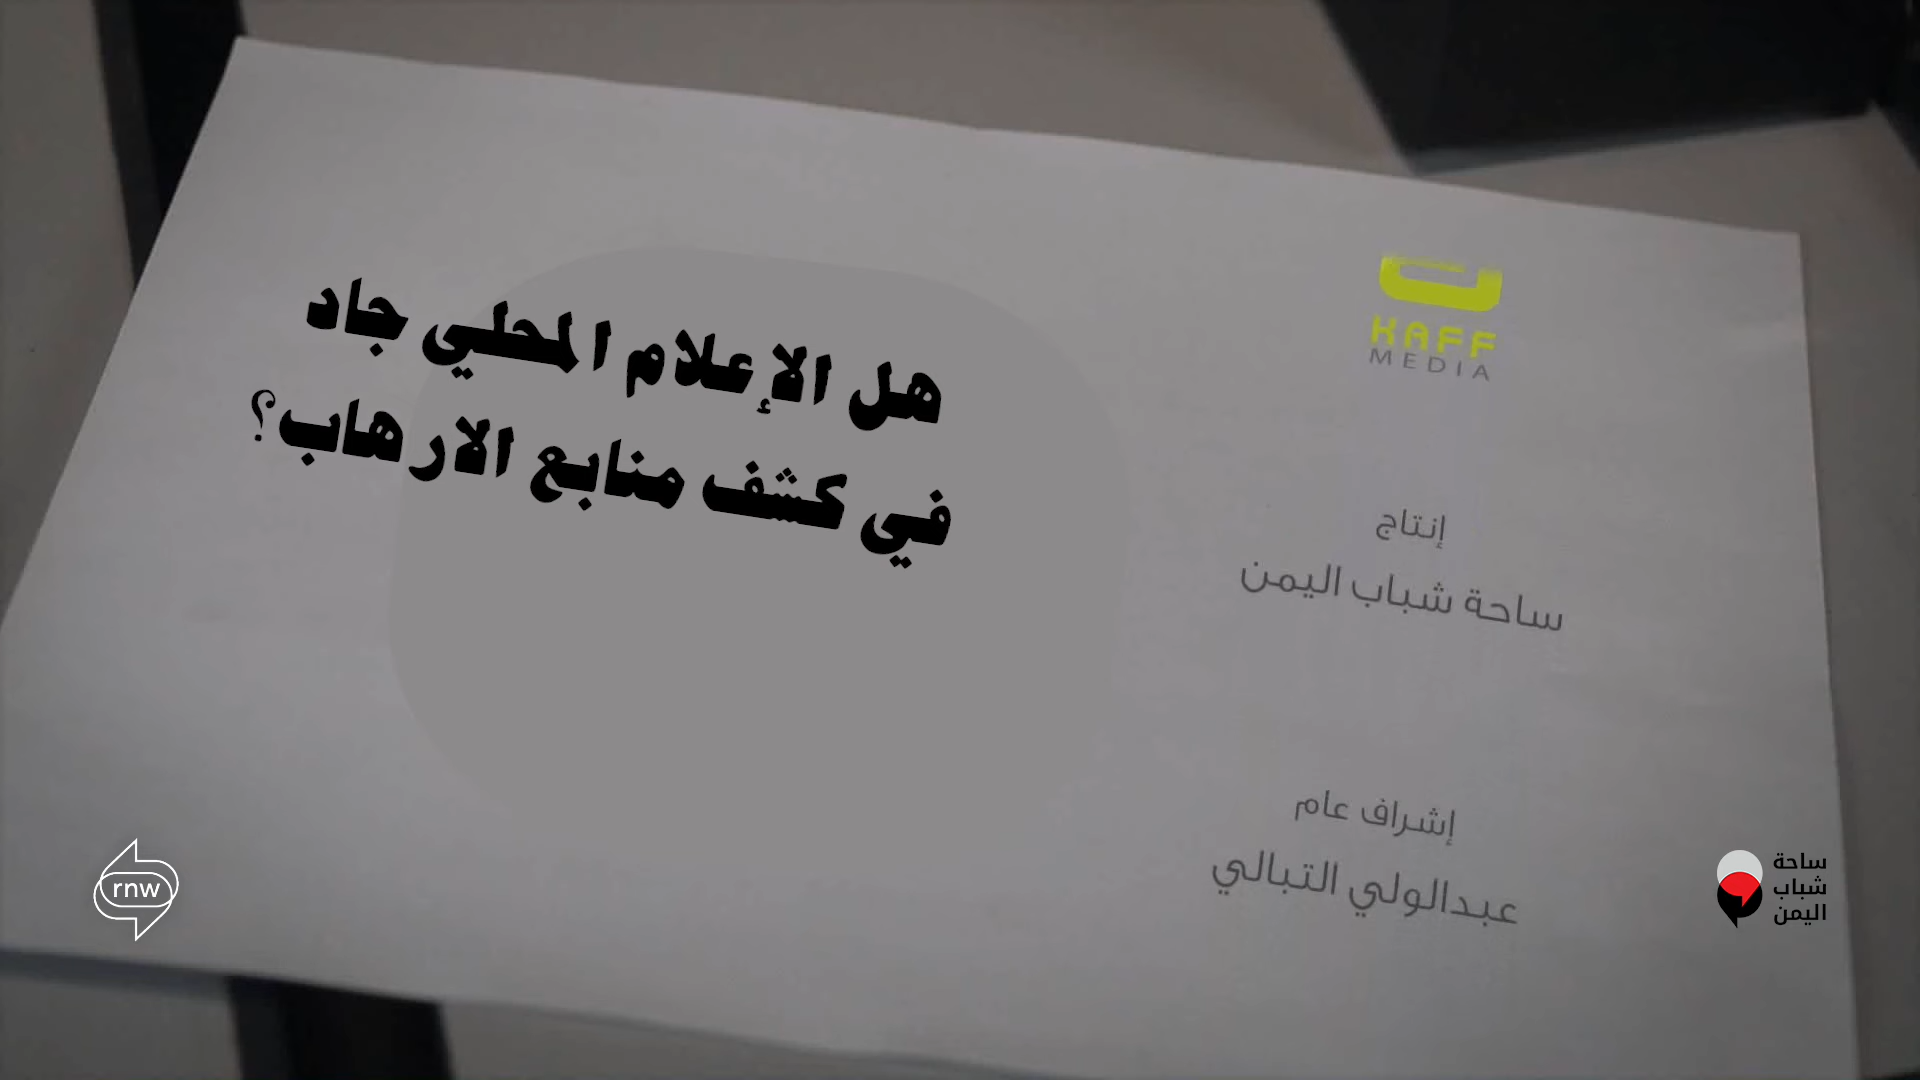 هل الإعلام المحلي جاد
في كشف منابع الارهاب؟
KAFF
MEDIA
إنتاج
ساحة شباب اليمن
إشراف عام
عبدالولي التبالي
rnw
ساحة
شباب
اليمن